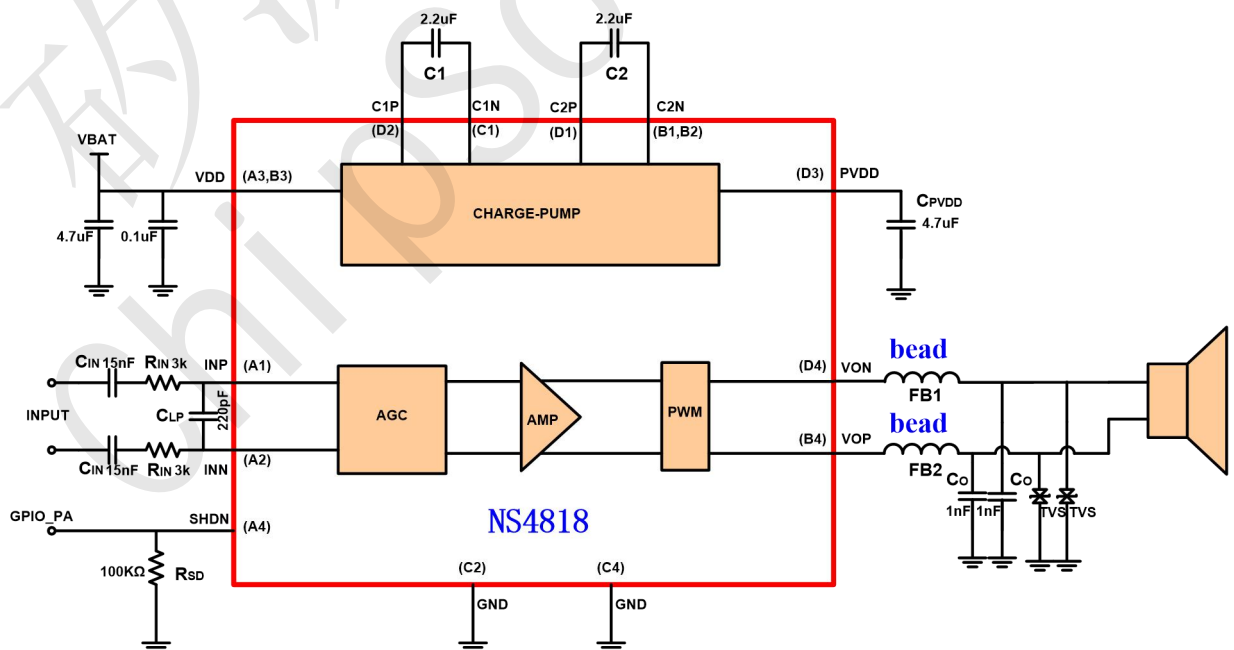 2.2uF 2.2uF
C1 C2
C1P C1N C2P C2N
(D2) (C1) (D1) (B1,B2)
VBAT
VDD (A3,B3) (D3) PVDD
CHARGE-PUMP
CPVDD
4.7uF
4.7uF 0.1uF
CIN 15nF RIN 3k INP (A1)
INPUT
CLP 220pF
CIN 15nF RIN 3k INN (A2)
AGC
AMP
PWM
(D4) VON
bead
FB1
(B4) VOP
bead
FB2
Co Co
1nF 1nF TVS TVS
GPIO_PA SHDN (A4)
100KΩ RSD
NS4818
(C2) (C4)
GND GND
Chipso